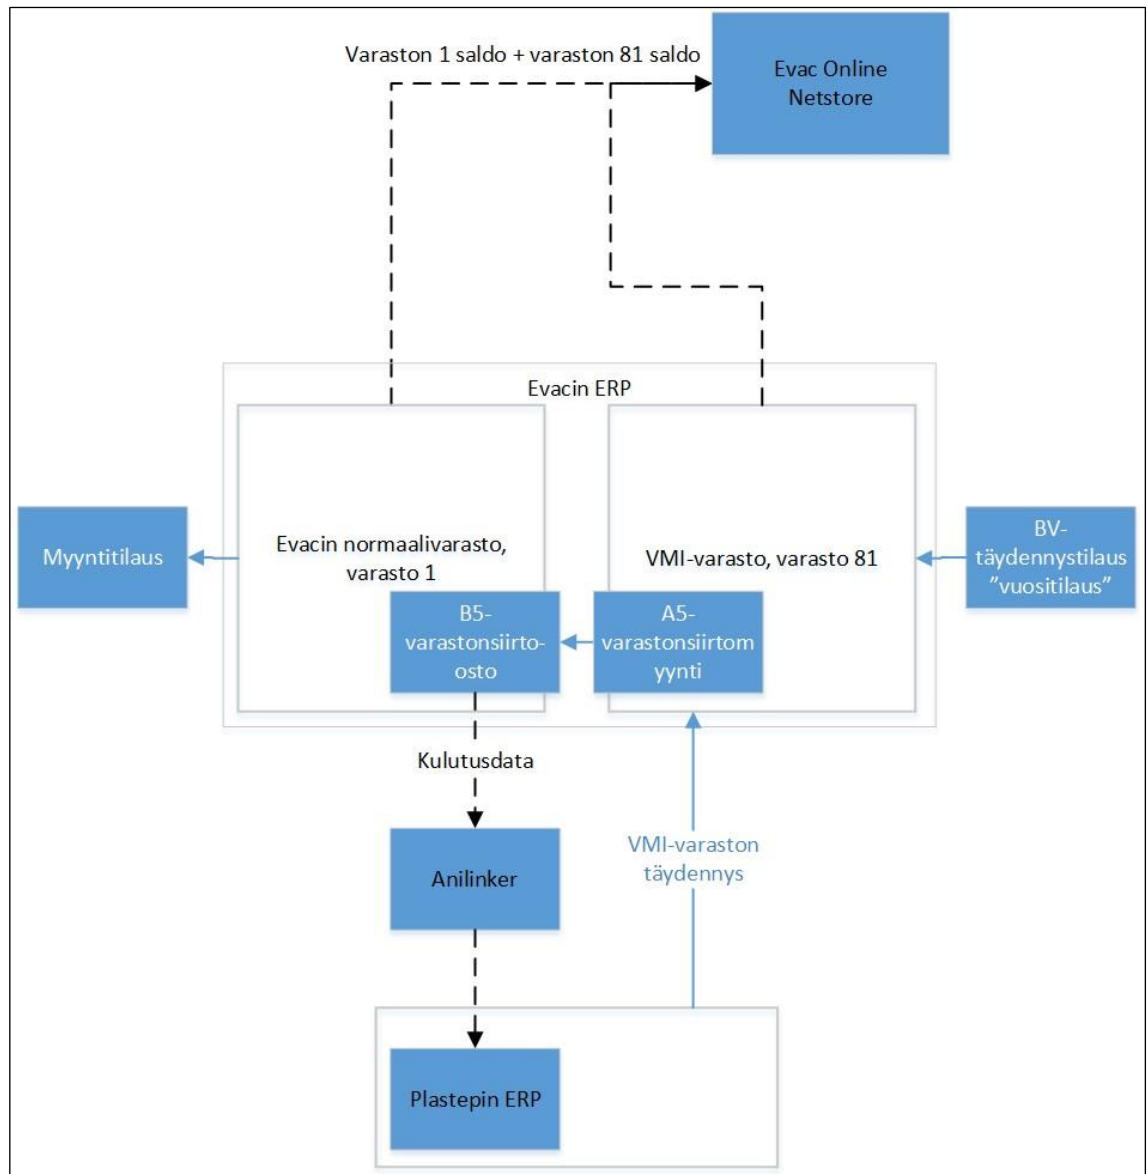 Varaston 1 saldo + varaston 81 saldo
Evac Online
Netstore
Evacin ERP
Myyntitilaus
Evacin normaalivarasto,
varasto 1
VMI-varasto, varasto 81
BV-
täydennystilaus
”vuositilaus”
B5-
varastonsiirto-
osto
A5-
varastonsiirtom
yynti
Kulutusdata
Anilinker
VMI-varaston
täydennys
Plastepin ERP